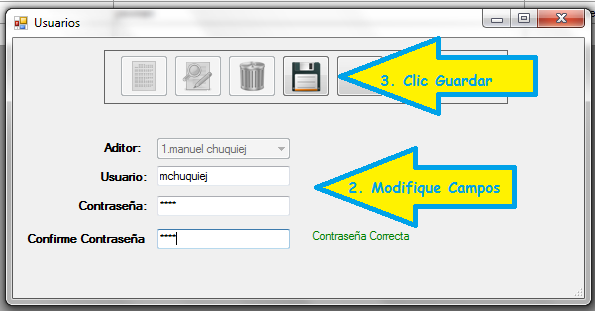 Usuarios
3. Clic Guardar
Aditor:
1.manuel chuquiej
Usuario:
mchuquiej
2. Modifique Campos
Contraseña:
****
Confirme Contraseña
****
Contraseña Correcta